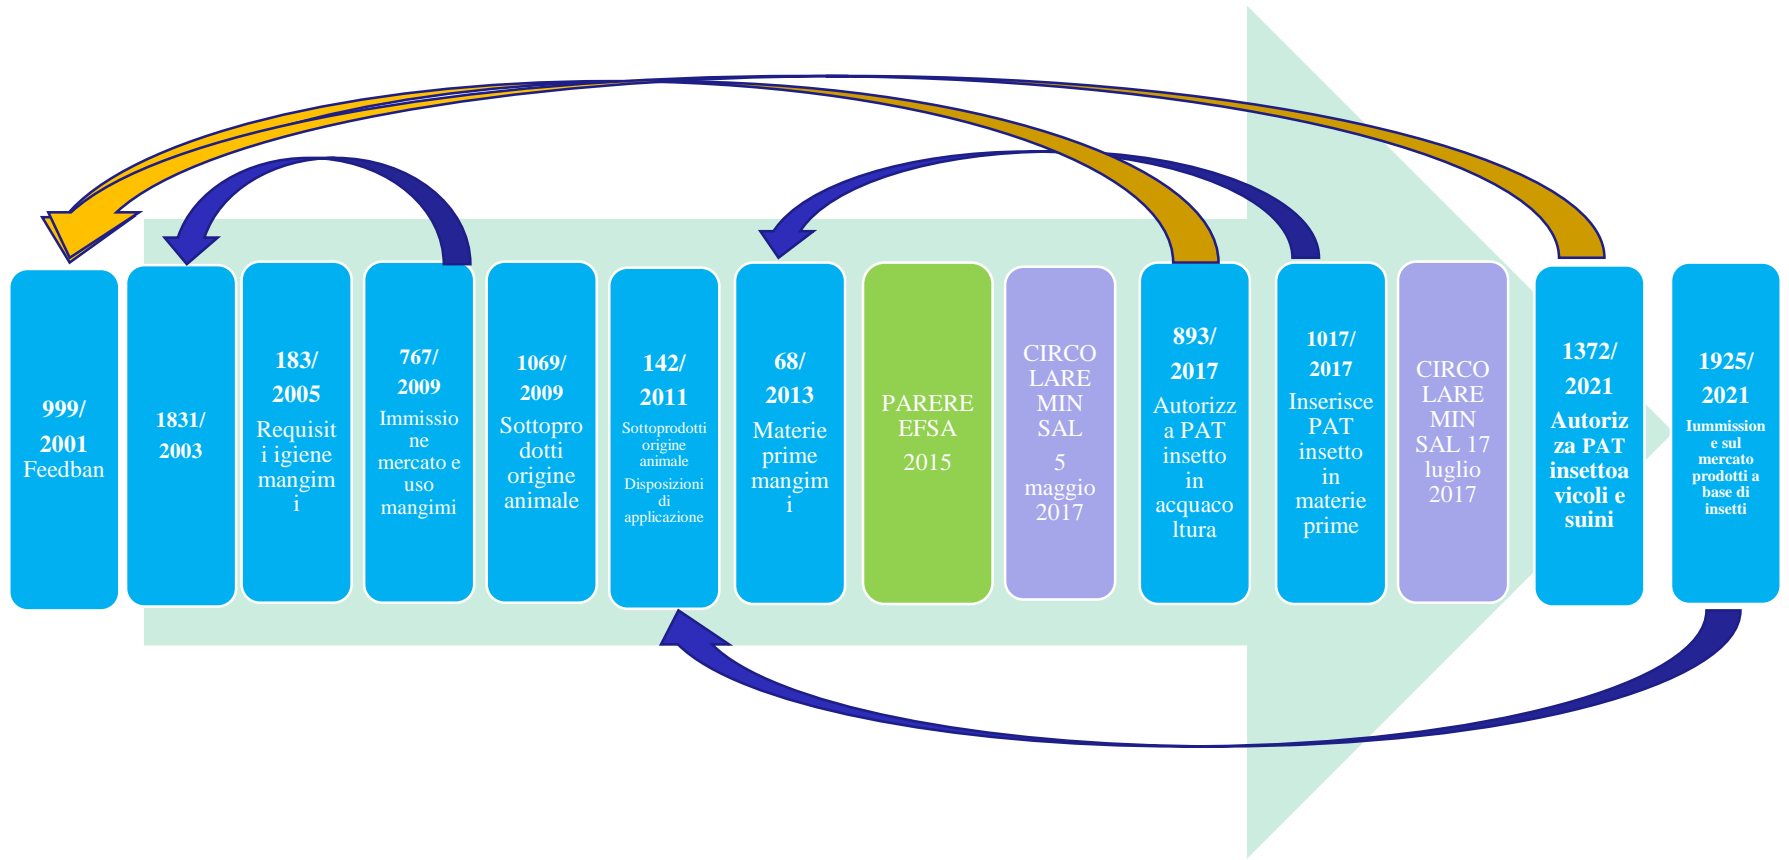 999/
2001
Feedban
1831/
2003
183/
2005
Requisit
i igiene
mangim
i
767/
2009
Immissio
ne
mercato e
uso
mangimi
1069/
2009
Sottopro
dotti
origine
animale
142/
2011
Sottoprodotti
origine
animale
Disposizioni
di
applicazione
68/
2013
Materie
prime
mangim
i
PARERE
EFSA
2015
CIRCO
LARE
MIN
SAL
5
maggio
2017
893/
2017
Autorizz
a PAT
insetto
in
acquaco
ltura
1017/
2017
Inserisce
PAT
insetto
in
materie
prime
CIRCO
LARE
MIN
SAL 17
luglio
2017
1372/
2021
Autoriz
za PAT
insettoa
vicoli e
suini
1925/
2021
Iummission
e sul
mercato
prodotti a
base di
insetti